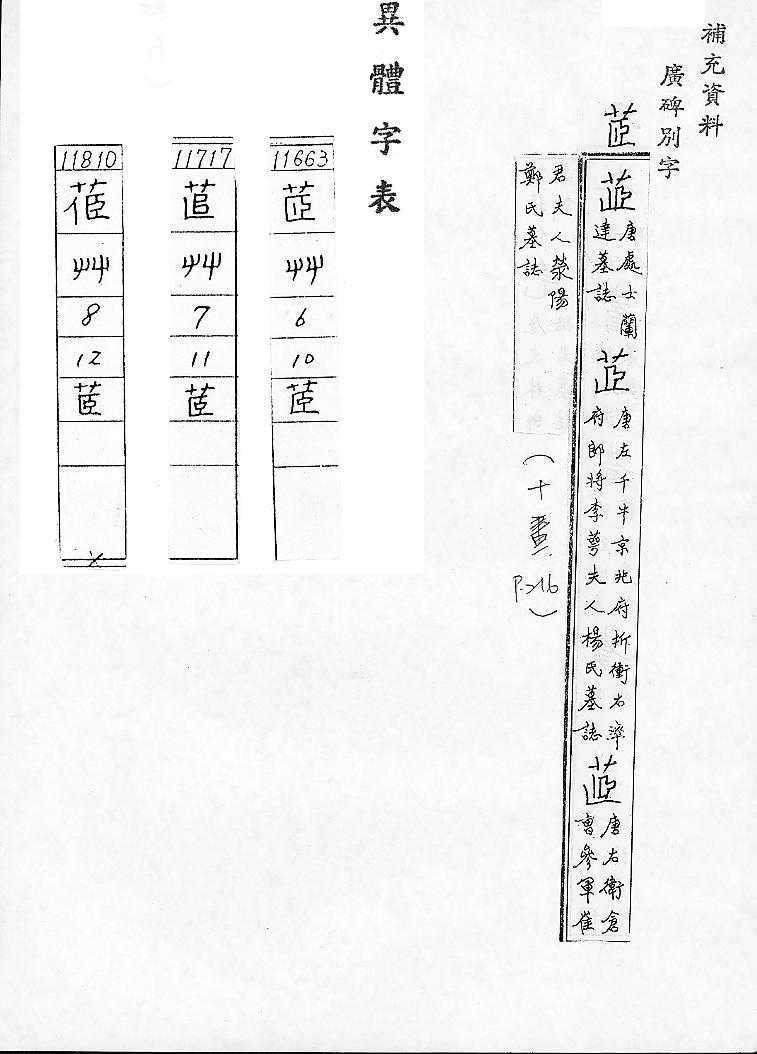 補充資料
廣碑別字
茝
茝
唐處士蘭
達墓誌
茝
唐左千牛京兆府折衝右率
府郎將李萼夫人楊氏墓誌
茝
唐右衛倉
曹參軍崔
君夫人滎陽
鄭氏墓誌
(十畫
P.216)
異體字表
11663
茝
艸
6
10
茝
11717
艸
7
11
茝
11810
艸
8
12
茝